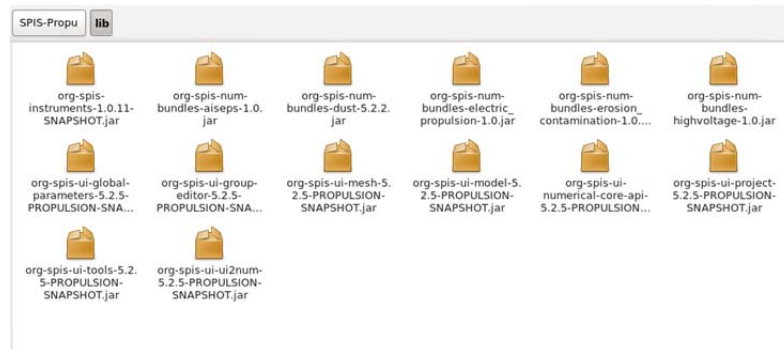 SPIS-Propu lib
org-spis-
instruments-1.0.11-
SNAPSHOT.jar
org-spis-num-
bundles-aiseps-1.0.
jar
org-spis-num-
bundles-dust-5.2.2.
jar
org-spis-num-
bundles-electric_
propulsion-1.0.jar
org-spis-num-
bundles-erosion_
contamination-1.0....
org-spis-num-
bundles-
highvoltage-1.0.jar
org-spis-ui-global-
parameters-5.2.5-
PROPULSION-SNA...
org-spis-ui-group-
editor-5.2.5-
PROPULSION-SNA...
org-spis-ui-mesh-5.
2.5-PROPULSION-
SNAPSHOT.jar
org-spis-ui-model-5.
2.5-PROPULSION-
SNAPSHOT.jar
org-spis-ui-
numerical-core-api-
5.2.5-PROPULSION...
org-spis-ui-project-
5.2.5-PROPULSION-
SNAPSHOT.jar
org-spis-ui-tools-5.2.
5-PROPULSION-
SNAPSHOT.jar
org-spis-ui-ui2num-
5.2.5-PROPULSION-
SNAPSHOT.jar